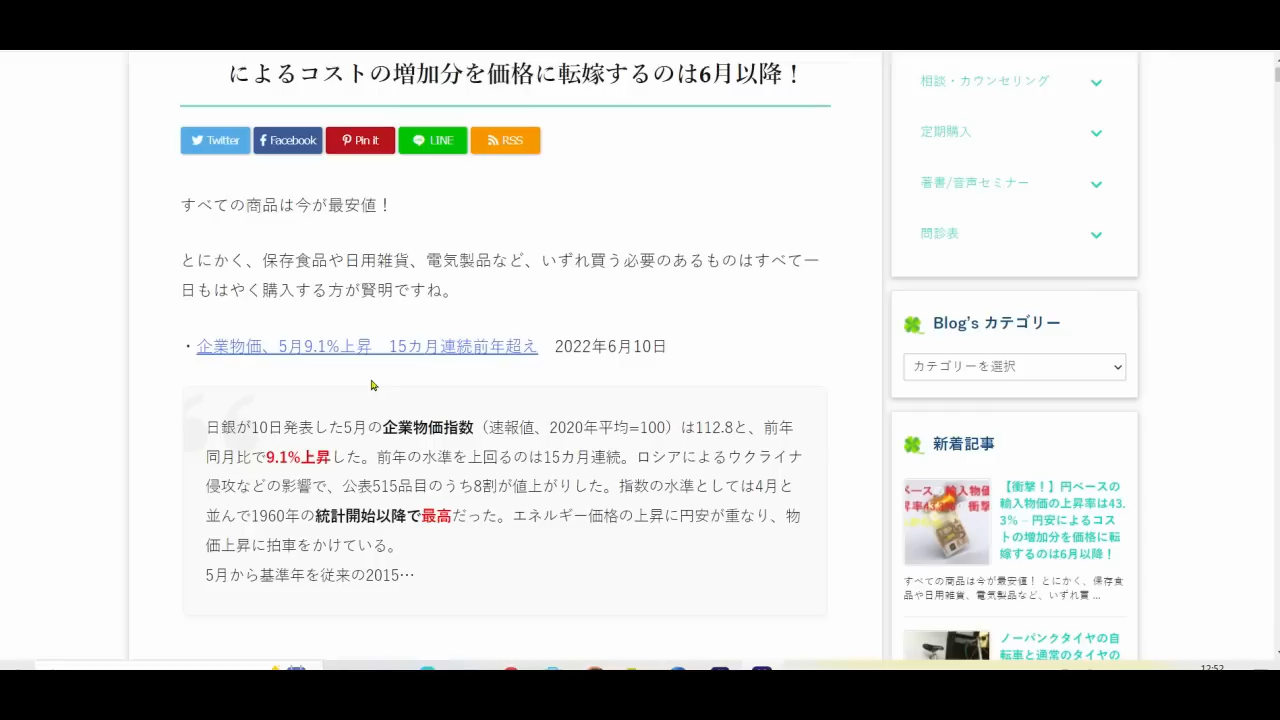 によるコストの増加分を価格に転嫁するのは6月以降！
Twitter Facebook Pin it LINE RSS
すべての商品は今が最安値！
とにかく、保存食品や日用雑貨、電気製品など、いずれ買う必要のあるものはすべて一
日もはやく購入する方が賢明ですね。
・企業物価、5月9.1%上昇　15カ月連続前年超え　2022年6月10日
日銀が10日発表した5月の企業物価指数（速報値、2020年平均=100）は112.8と、前年
同月比で9.1%上昇した。前年の水準を上回るのは15カ月連続。ロシアによるウクライナ
侵攻などの影響で、公表515品目のうち8割が値上がりした。指数の水準としては4月と
並んで1960年の統計開始以降で最高だった。エネルギー価格の上昇に円安が重なり、物
価上昇に拍車をかけている。
5月から基準年を従来の2015…
相談・カウンセリング
定期購入
著書/音声セミナー
問診表
Blog's カテゴリー
カテゴリーを選択
新着記事
【衝撃！】円ベースの
輸入物価の上昇率は43.
3% – 円安によるコス
トの増加分を価格に転
嫁するのは6月以降！
すべての商品は今が最安値！ とにかく、保存食
品や日用雑貨、電気製品など、いずれ買 ...
ノーパンクタイヤの自
転車と通常のタイヤの
12:52